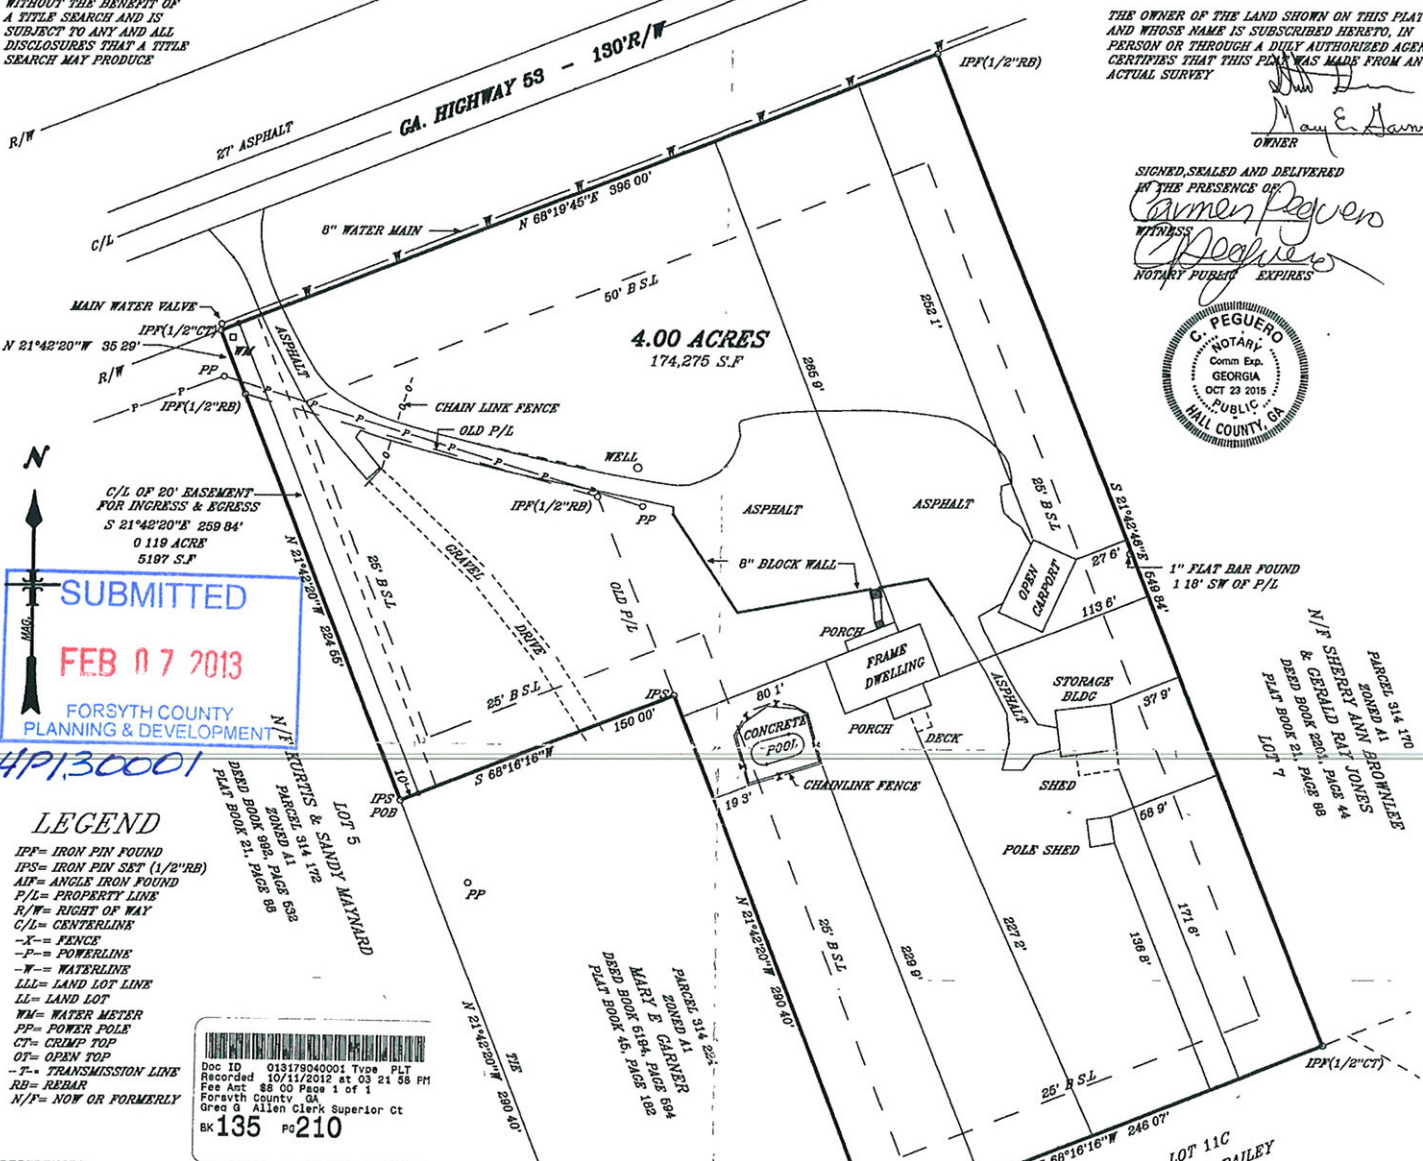 WITHOUT THE BENEFIT OF
A TITLE SEARCH AND IS
SUBJECT TO ANY AND ALL
DISCLOSURES THAT A TITLE
SEARCH MAY PRODUCE
THE OWNER OF THE LAND SHOWN ON THIS PLAT
AND WHOSE NAME IS SUBSCRIBED HERETO, IN
PERSON OR THROUGH A DULY AUTHORIZED AGEN
CERTIFIES THAT THIS PLAT WAS MADE FROM AN
ACTUAL SURVEY
Mary E. Garn
OWNER
SIGNED,SEALED AND DELIVERED
IN THE PRESENCE OF
Carmen Peguero
WITNESS
CPeguero
NOTARY PUBLIC EXPIRES
C. PEGUERO
NOTARY
Comm Exp.
GEORGIA
OCT 23 2015
PUBLIC
HALL COUNTY, GA
R/W
27' ASPHALT
GA. HIGHWAY 53 - 130'R/W
C/L
W
W
W
W
W
W
W
W
IPF(1/2"RB)
8" WATER MAIN
N 68°19'45"E 396 00'
MAIN WATER VALVE
IPF(1/2"CT)
N 21°42'20"W 35 29'
R/W
WM
PP
P
P
IPF(1/2"RB)
ASPHALT
50' B S.L
4.00 ACRES
174,275 S.F
252 1'
265 9'
CHAIN LINK FENCE
OLD P/L
O
O
O
P
P
P
P
P
P
WELL
IPF(1/2"RB)
PP
ASPHALT
ASPHALT
25' B S.L
S 21°42'46"E 549 84'
N
MAG.
C/L OF 20' EASEMENT
FOR INGRESS & EGRESS
S 21°42'20"E 259 84'
0 119 ACRE
5197 S.F
N 21°42'20"W 224 55'
25' B S.L
GRAVEL
DRIVE
OLD P/L
8" BLOCK WALL
OPEN
CARPORT
27 6'
1" FLAT BAR FOUND
1 18' SW OF P/L
113 6'
SUBMITTED
FEB 07 2013
FORSYTH COUNTY
PLANNING & DEVELOPMENT
4P130001
PORCH
FRAME
DWELLING
PORCH
DECK
ASPHALT
STORAGE
BLDG
37 9'
SHED
80 1'
IPS
25' B S.L
150 00'
S 68°16'16"W
CONCRETE
POOL
X
X
CHAINLINK FENCE
19 3'
10'
IPS
POB
PARCEL 314 170
ZONED A1
N/F SHERRY ANN BROWNLEE
& GERALD RAY JONES
DEED BOOK 2201, PAGE 44
PLAT BOOK 21, PAGE 88
LOT 7
LOT 5
N/F KURTIS & SANDY MAYNARD
PARCEL 314 172
ZONED A1
DEED BOOK 992, PAGE 532
PLAT BOOK 21, PAGE 88
POLE SHED
58 9'
PP
LEGEND
IPF= IRON PIN FOUND
IPS= IRON PIN SET (1/2"RB)
AIF= ANGLE IRON FOUND
P/L= PROPERTY LINE
R/W= RIGHT OF WAY
C/L= CENTERLINE
-X-= FENCE
-P-= POWERLINE
-W-= WATERLINE
LLL= LAND LOT LINE
LL= LAND LOT
WM= WATER METER
PP= POWER POLE
CT= CRIMP TOP
OT= OPEN TOP
-T-= TRANSMISSION LINE
RB= REBAR
N/F= NOW OR FORMERLY
Doc ID 013179040001 Type PLT
Recorded 10/11/2012 at 03 21 58 PM
Fee Amt $8 00 Page 1 of 1
Forsyth County GA
Greg G Allen Clerk Superior Ct
BK 135 PG 210
TIE
N 21°42'20"W 290 40'
PARCEL 314 224
ZONED A1
MARY E GARNER
DEED BOOK 6194, PAGE 594
PLAT BOOK 45, PAGE 182
N 21°42'20"W 290 40'
25' B S.L
229 9'
227 2'
136 8'
171 6'
25' B S.L
IPF(1/2"CT)
68°16'16"W 246 07'
LOT 11C
BAILEY